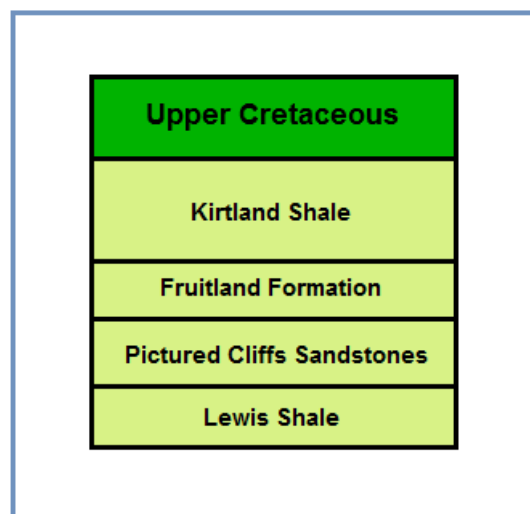 Upper Cretaceous
Kirtland Shale
Fruitland Formation
Pictured Cliffs Sandstones
Lewis Shale